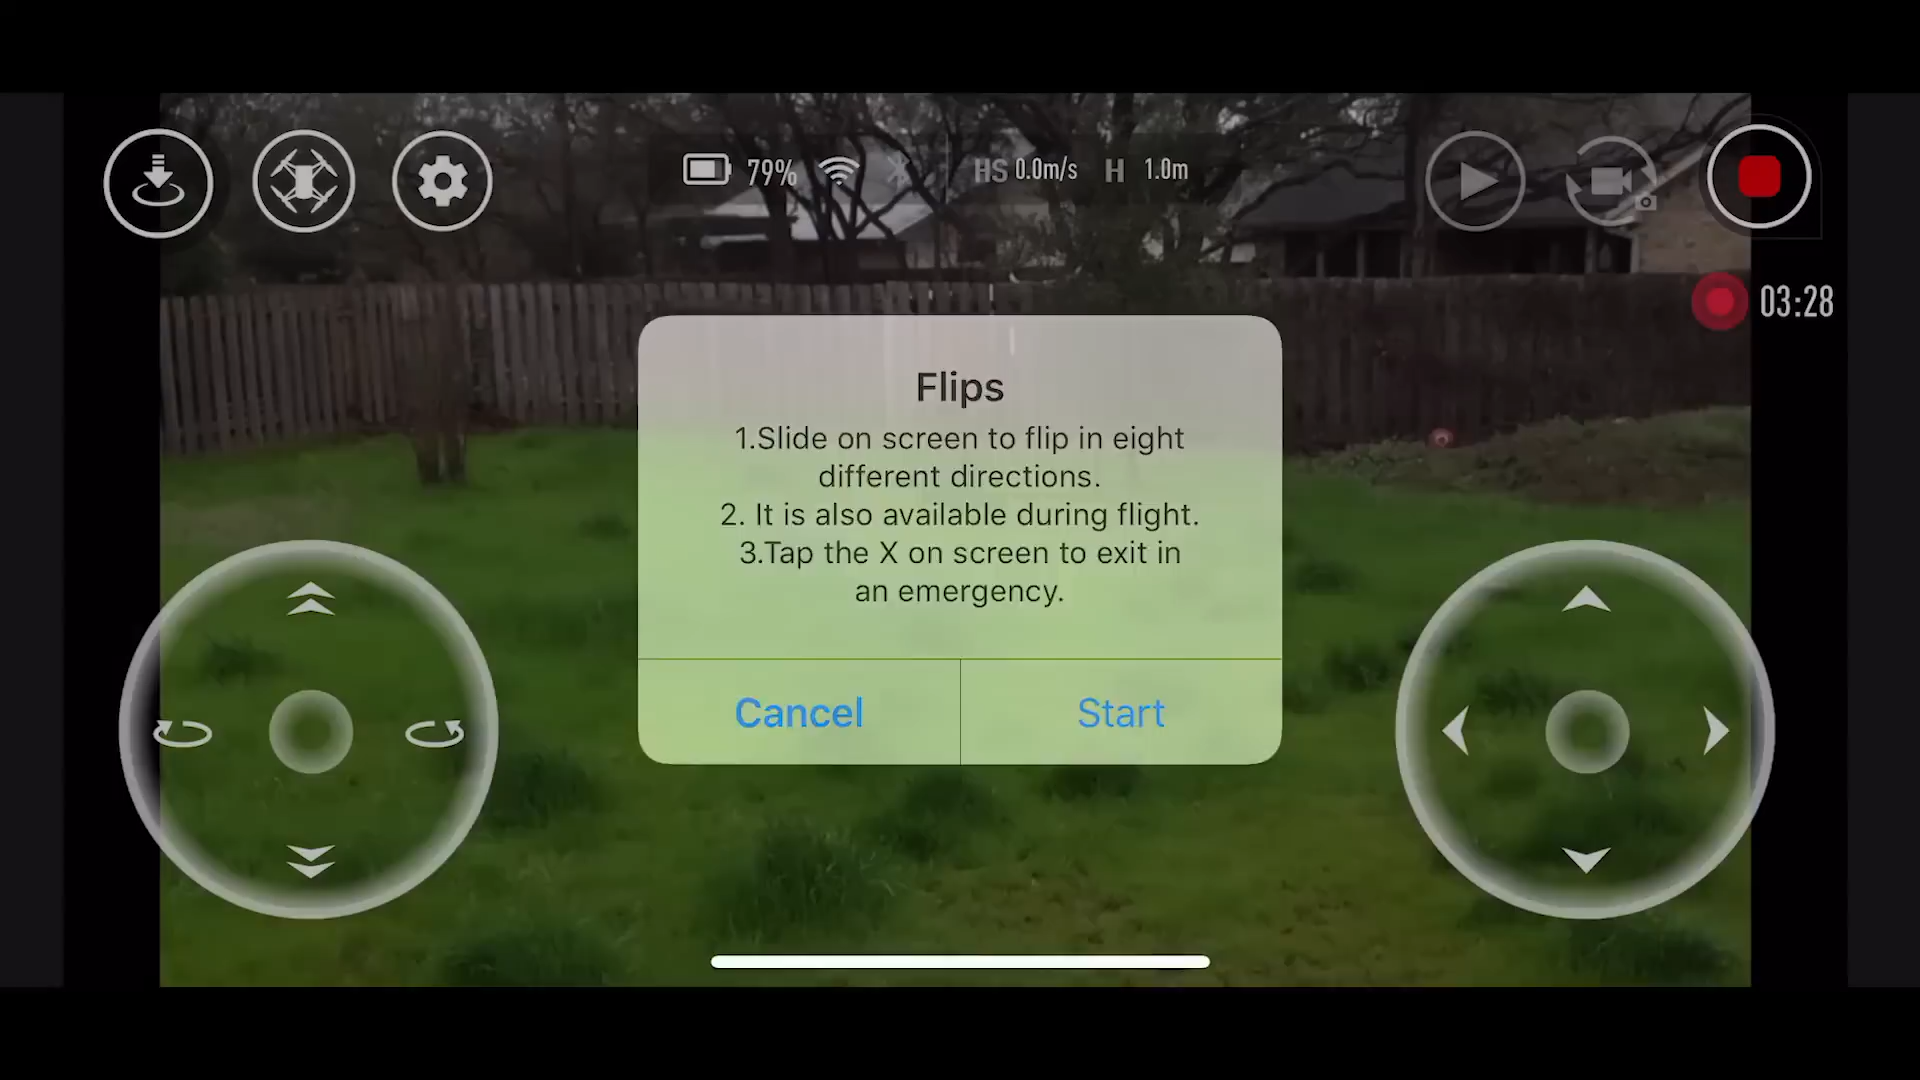 79% HS 0.0m/s H 1.0m
03:28
Flips
1.Slide on screen to flip in eight
different directions.
2. It is also available during flight.
3.Tap the X on screen to exit in
an emergency.
Cancel Start